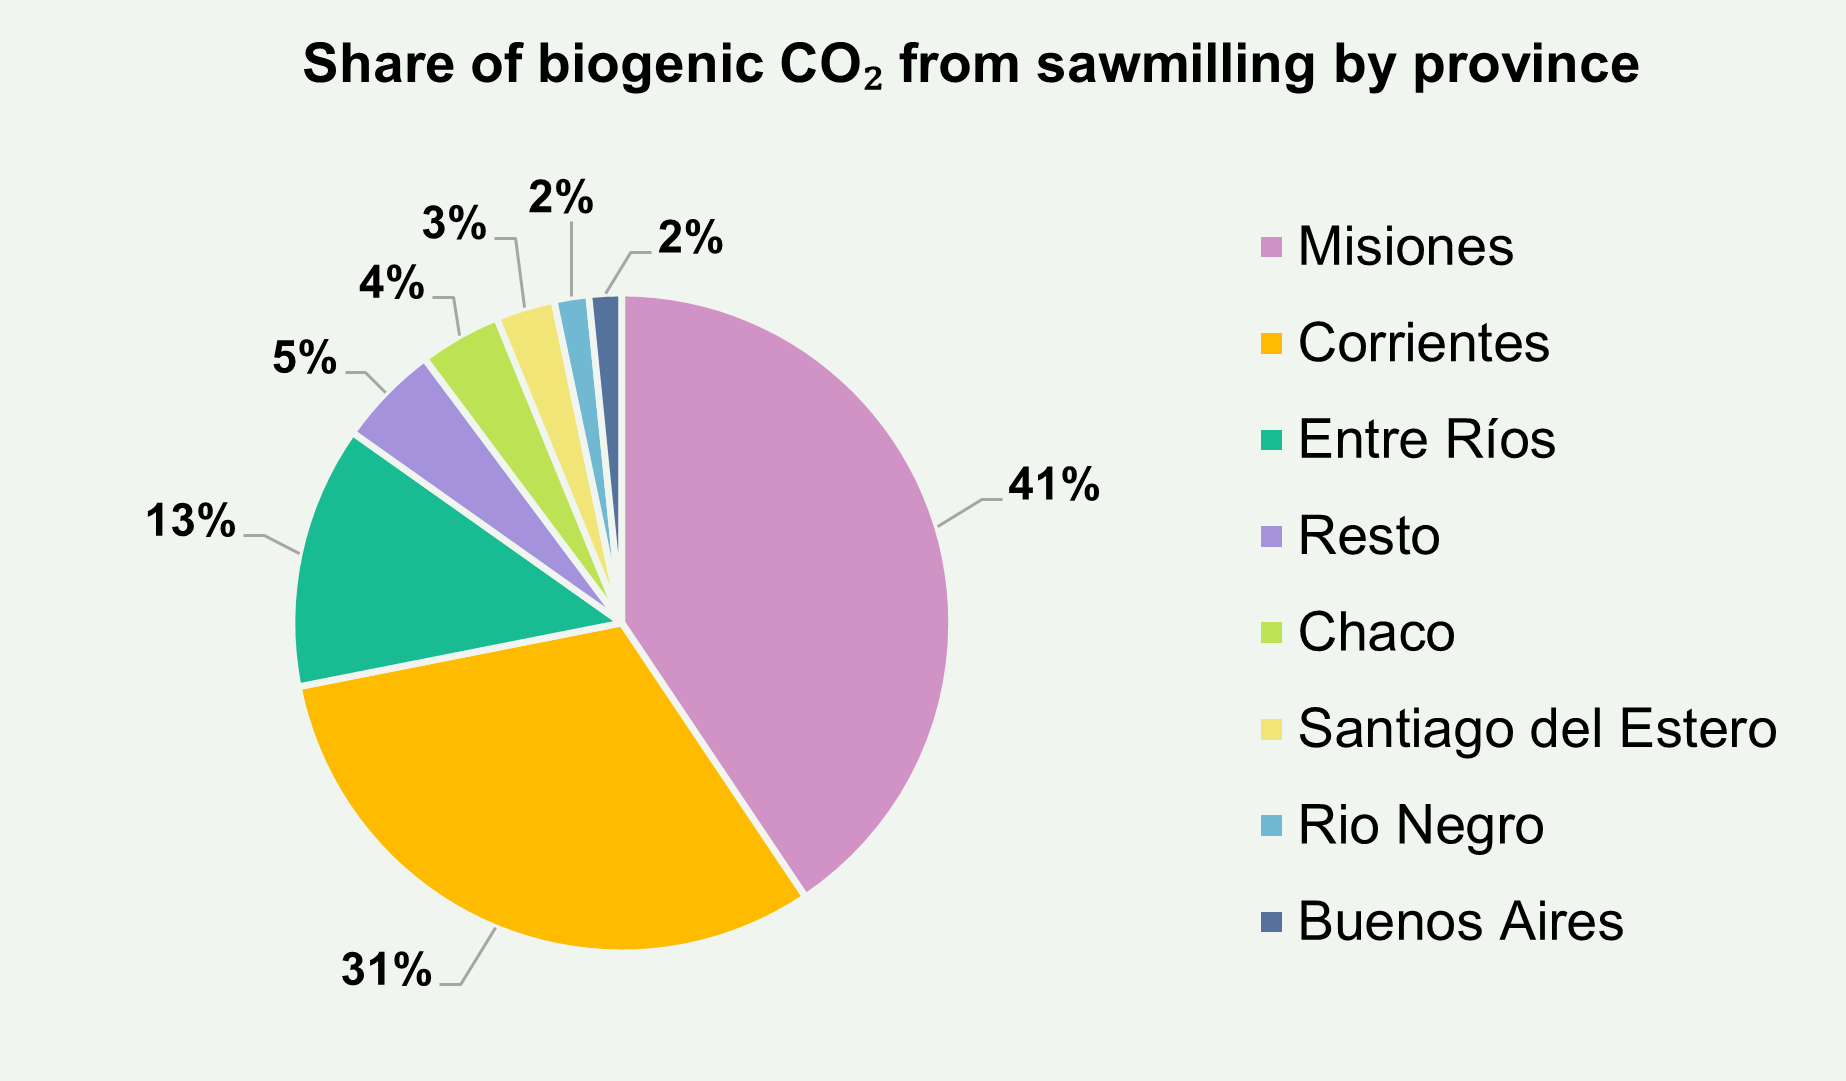 Share of biogenic CO₂ from sawmilling by province
2%
3%
2%
4%
5%
41%
13%
31%
Misiones
Corrientes
Entre Ríos
Resto
Chaco
Santiago del Estero
Rio Negro
Buenos Aires